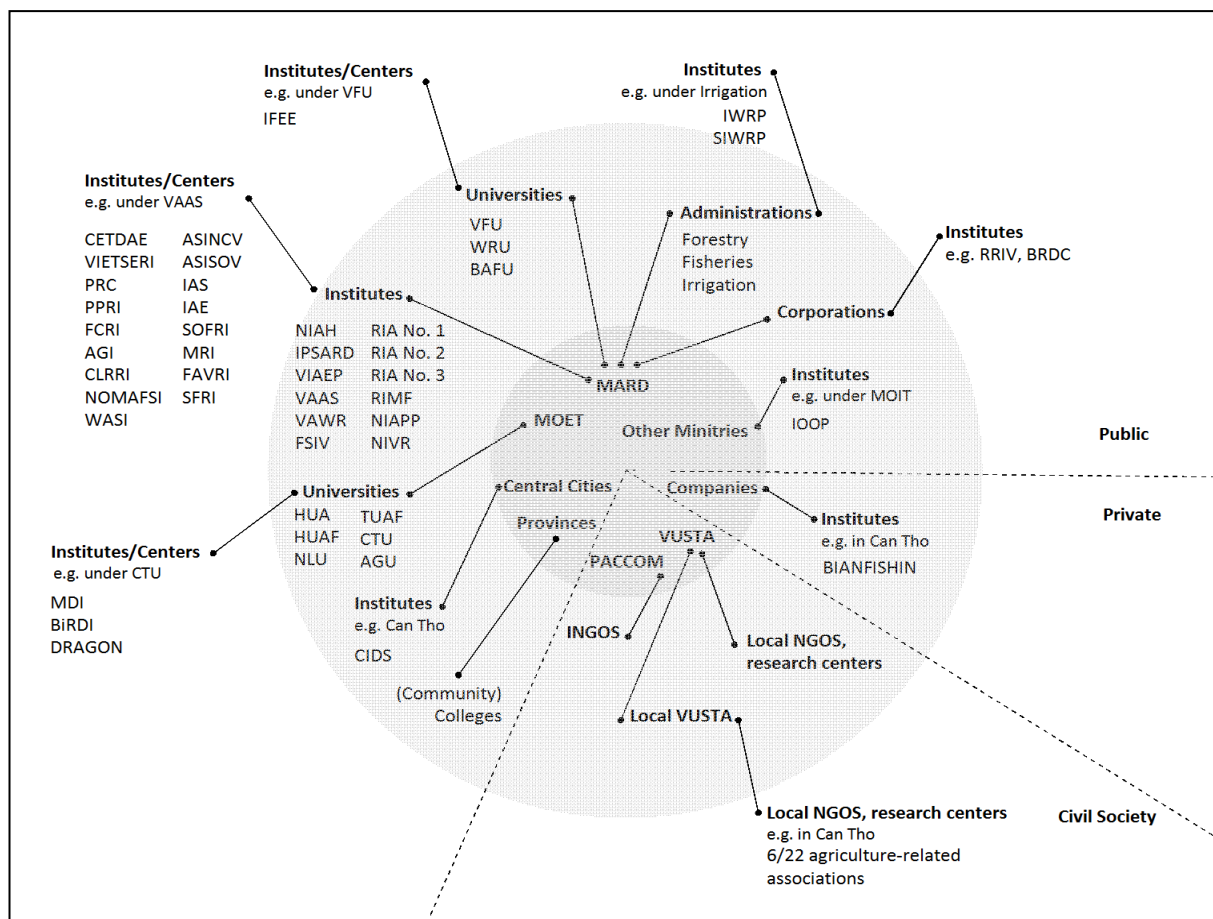 Institutes/Centers
e.g. under VFU
IFEE
Institutes
e.g. under Irrigation
IWRP
SIWRP
Institutes/Centers
e.g. under VAAS
CETDAE ASINCV
VIETSERI ASISOV
PRC IAS
PPRI IAE
FCRI SOFRI
AGI MRI
CLRRI FAVRI
NOMAFSI SFRI
WASI
Universities
VFU
WRU
BAFU
Administrations
Forestry
Fisheries
Irrigation
Institutes
e.g. RRIV, BRDC
Institutes
NIAH RIA No. 1
IPSARD RIA No. 2
VIAEP RIA No. 3
VAAS RIMF
VAWR NIAPP
FSIV NIVR
Corporations
MARD
Institutes
e.g. under MOIT
IOOP
MOET
Other Minitries
Public
Central Cities
Companies
Private
Universities
HUA TUAF
HUAF CTU
NLU AGU
Provinces
VUSTA
PACCOM
Institutes
e.g. in Can Tho
BIANFISHIN
Institutes/Centers
e.g. under CTU
MDI
BiRDI
DRAGON
Institutes
e.g. Can Tho
CIDS
INGOS
Local NGOS,
research centers
(Community)
Colleges
Local VUSTA
Local NGOS, research centers
e.g. in Can Tho
6/22 agriculture-related
associations
Civil Society